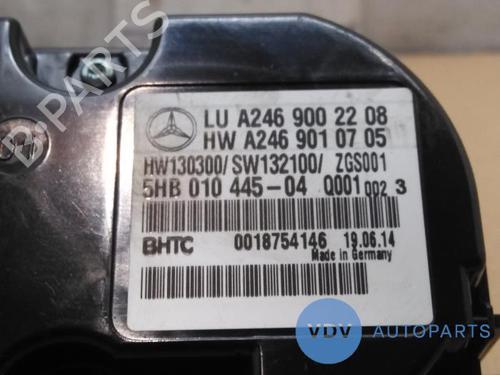 LU A246 900 22 08
HW A246 901 07 05
HW130300/SW132100/ ZGS001
5HB 010 445-04 Q001 002 3
BHTC 0018754146 19.06.14
Made in Germany
B-PARTS
VDV AUTOPARTS